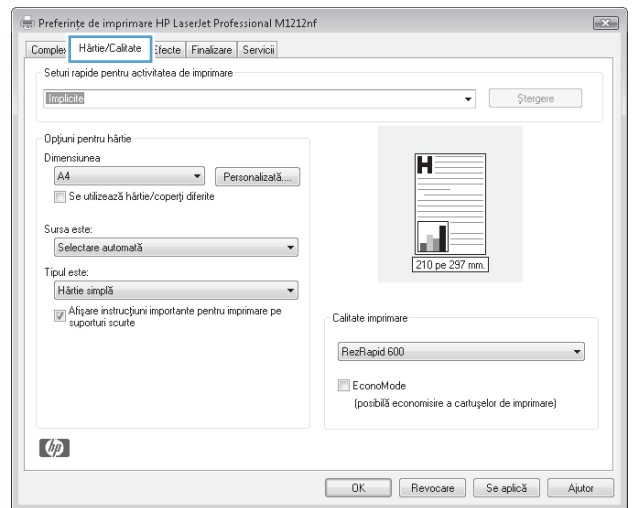 Preferințe de imprimare HP LaserJet Professional M1212nf
Hârtie/Calitate Efecte Finalizare Servicii
Seturi rapide pentru activitatea de imprimare
Implicite
Ștergere
Opțiuni pentru hârtie
Dimensiunea
A4
Personalizată....
Se utilizează hârtie/coperți diferite
Sursa este:
Selectare automată
Tipul este:
Hârtie simplă
Afișare instrucțiuni importante pentru imprimare pe
suporturi scurte
H
210 pe 297 mm.
Calitate imprimare
RezRapid 600
EconoMode
(posibilă economisire a cartușelor de imprimare)
hp
OK Revocare Se aplică Ajutor